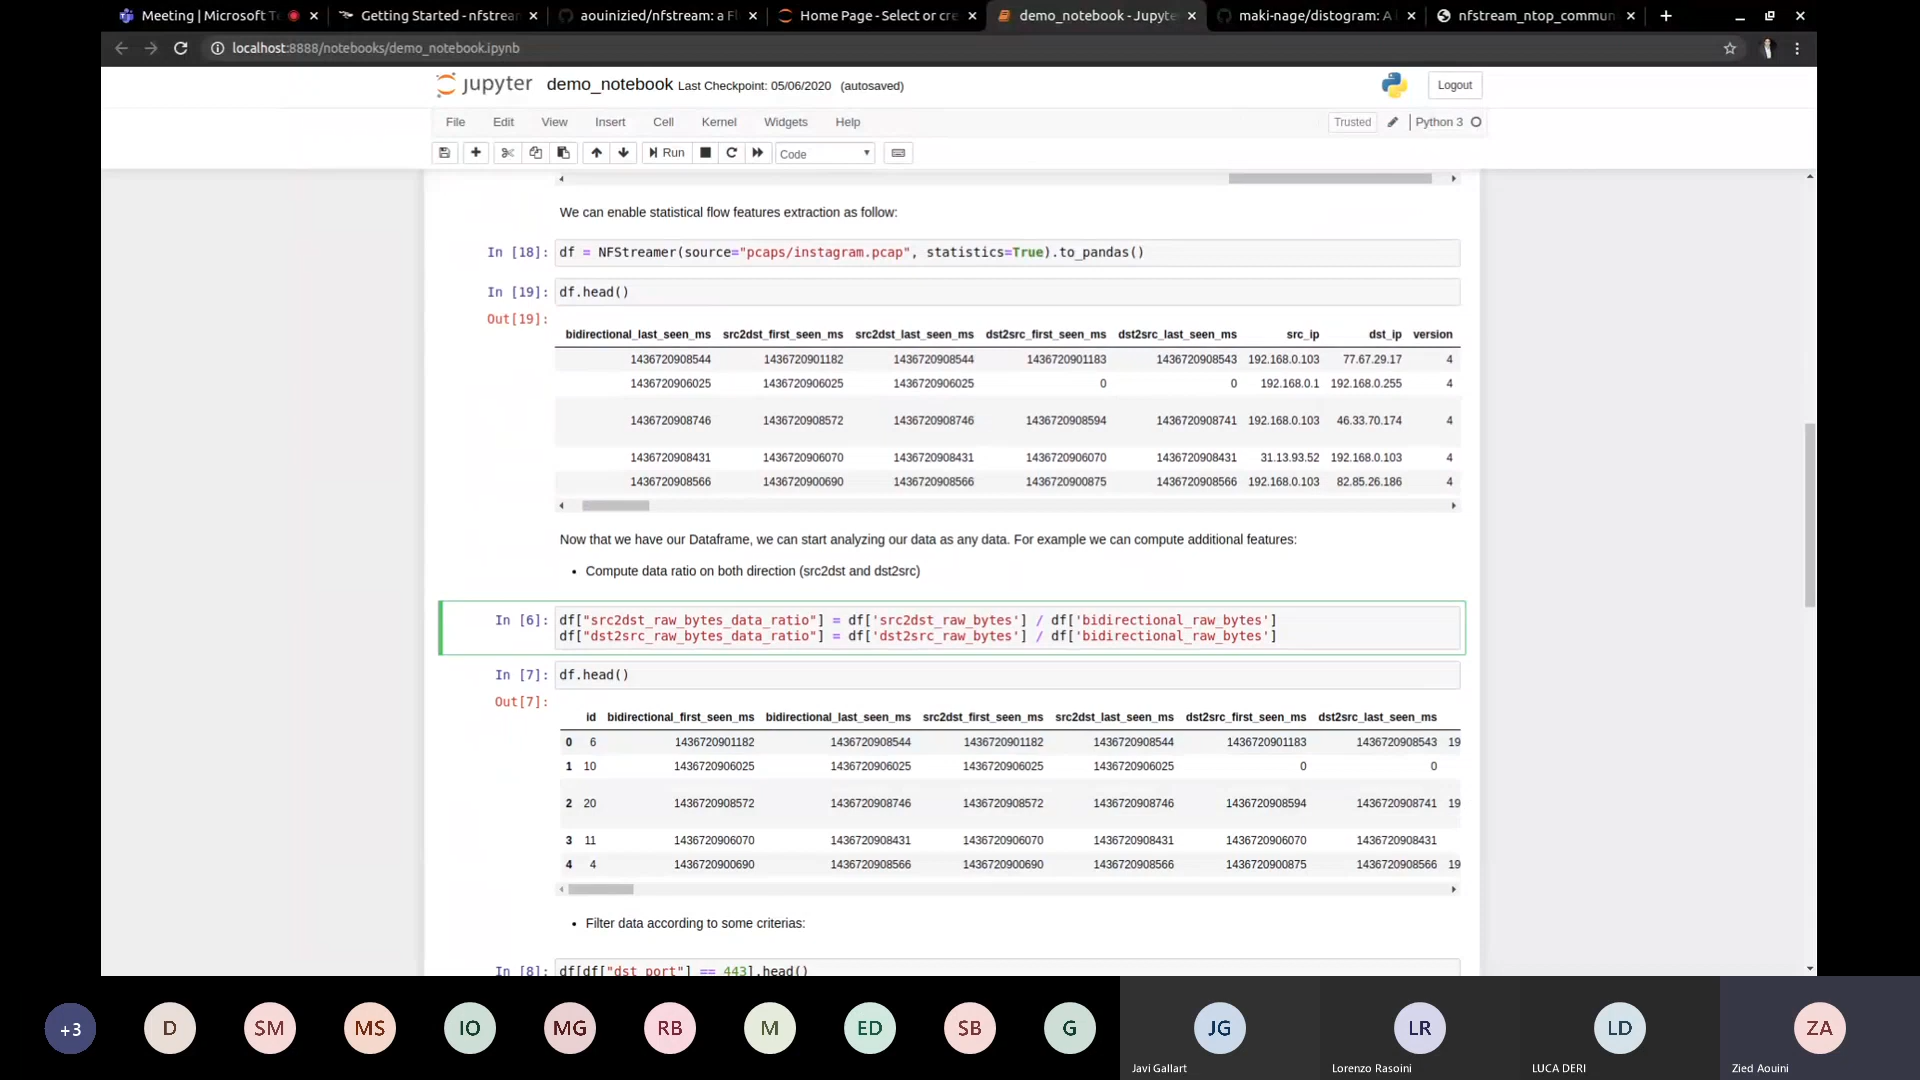 Meeting | Microsoft Te
Getting Started - nfstrean
aouinizied/nfstream: a Fl
Home Page - Select or cre
demo_notebook - Jupyte
maki-nage/distogram: A l
nfstream_ntop_commun
localhost:8888/notebooks/demo_notebook.ipynb
jupyter demo_notebook Last Checkpoint: 05/06/2020 (autosaved)
Logout
File Edit View Insert Cell Kernel Widgets Help
Trusted Python 3
Run Code
We can enable statistical flow features extraction as follow:
In [18]: df = NFStreamer(source="pcaps/instagram.pcap", statistics=True).to_pandas()
In [19]: df.head()
Out[19]:
bidirectional_last_seen_ms src2dst_first_seen_ms src2dst_last_seen_ms dst2src_first_seen_ms dst2src_last_seen_ms src_ip dst_ip version
1436720908544 1436720901182 1436720908544 1436720901183 1436720908543 192.168.0.103 77.67.29.17 4
1436720906025 1436720906025 1436720906025 0 0 192.168.0.1 192.168.0.255 4
1436720908746 1436720908572 1436720908746 1436720908594 1436720908741 192.168.0.103 46.33.70.174 4
1436720908431 1436720906070 1436720908431 1436720906070 1436720908431 31.13.93.52 192.168.0.103 4
1436720908566 1436720900690 1436720908566 1436720900875 1436720908566 192.168.0.103 82.85.26.186 4
Now that we have our Dataframe, we can start analyzing our data as any data. For example we can compute additional features:
• Compute data ratio on both direction (src2dst and dst2src)
In [6]: df["src2dst_raw_bytes_data_ratio"] = df['src2dst_raw_bytes'] / df['bidirectional_raw_bytes']
df["dst2src_raw_bytes_data_ratio"] = df['dst2src_raw_bytes'] / df['bidirectional_raw_bytes']
In [7]: df.head()
Out[7]:
id bidirectional_first_seen_ms bidirectional_last_seen_ms src2dst_first_seen_ms src2dst_last_seen_ms dst2src_first_seen_ms dst2src_last_seen_ms
0 6 1436720901182 1436720908544 1436720901182 1436720908544 1436720901183 1436720908543 19
1 10 1436720906025 1436720906025 1436720906025 1436720906025 0 0
2 20 1436720908572 1436720908746 1436720908572 1436720908746 1436720908594 1436720908741 19
3 11 1436720906070 1436720908431 1436720906070 1436720908431 1436720906070 1436720908431
4 4 1436720900690 1436720908566 1436720900690 1436720908566 1436720900875 1436720908566 19
• Filter data according to some criterias:
In [8]: df[df["dst_port"] == 443].head()
+3 D SM MS IO MG RB M ED SB G JG LR LD ZA
Javi Gallart
Lorenzo Rasoini
LUCA DERI
Zied Aouini